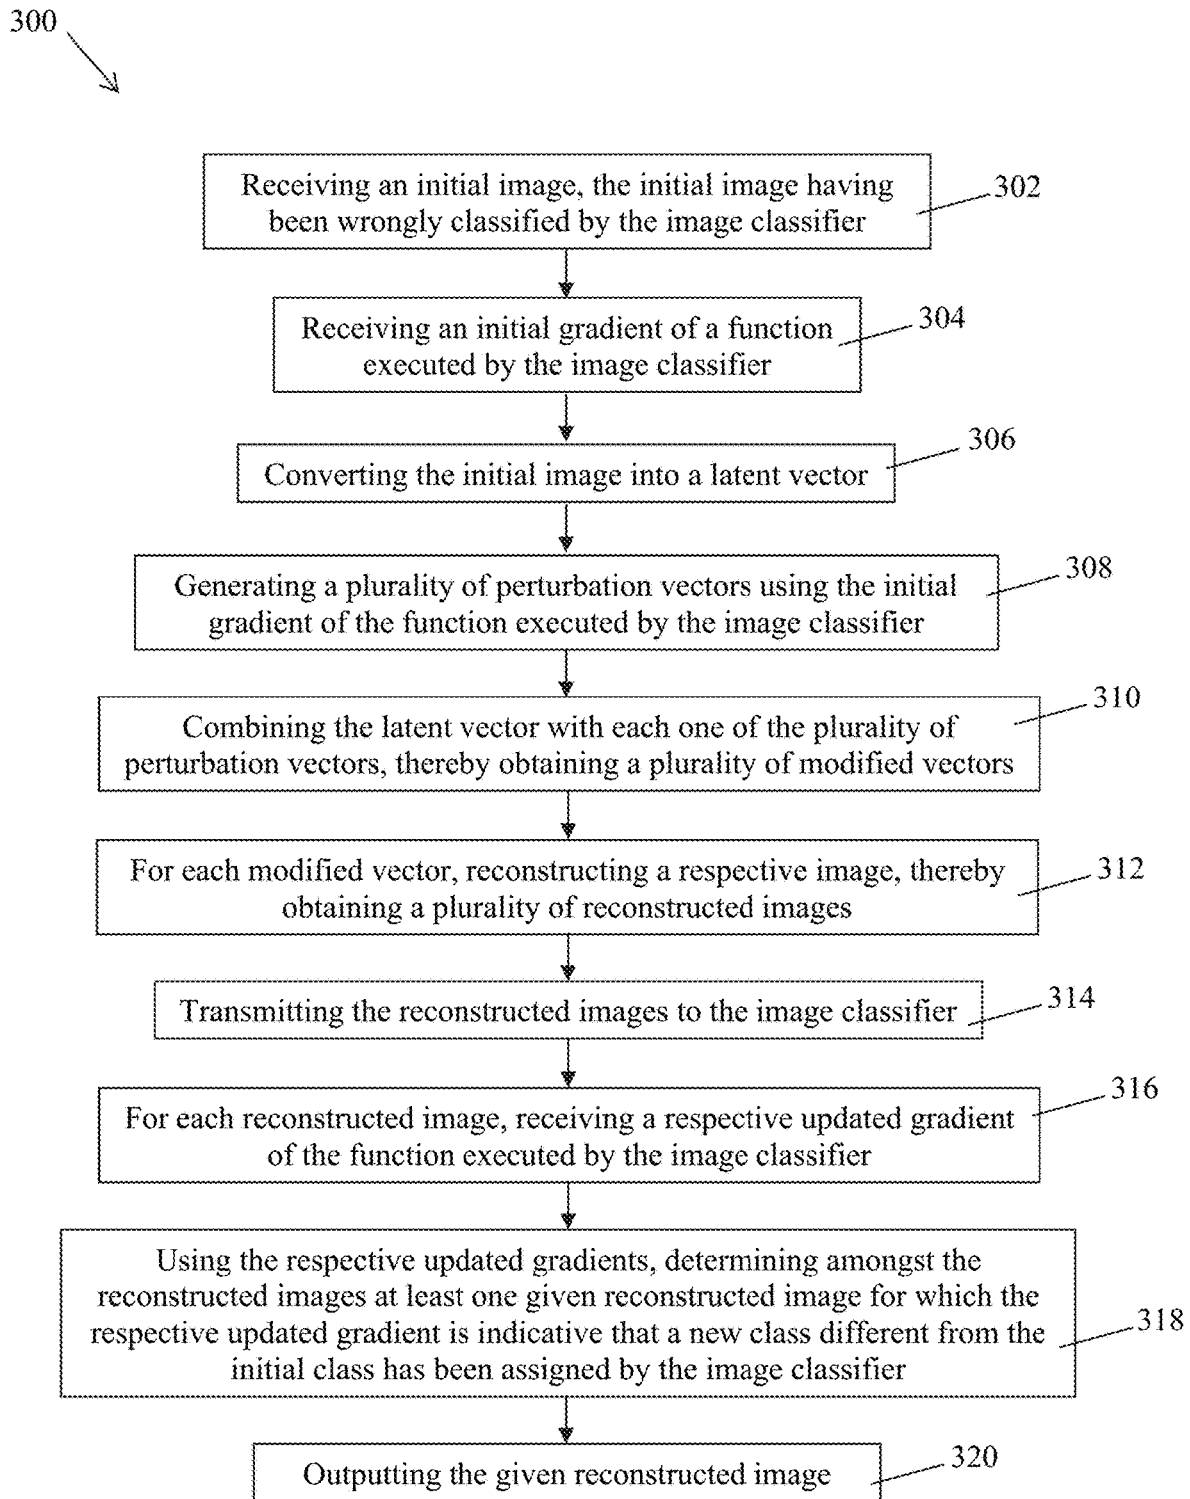 300
Receiving an initial image, the initial image having
been wrongly classified by the image classifier
302
Receiving an initial gradient of a function
executed by the image classifier
304
Converting the initial image into a latent vector
306
Generating a plurality of perturbation vectors using the initial
gradient of the function executed by the image classifier
308
Combining the latent vector with each one of the plurality of
perturbation vectors, thereby obtaining a plurality of modified vectors
310
For each modified vector, reconstructing a respective image, thereby
obtaining a plurality of reconstructed images
312
Transmitting the reconstructed images to the image classifier
314
For each reconstructed image, receiving a respective updated gradient
of the function executed by the image classifier
316
Using the respective updated gradients, determining amongst the
reconstructed images at least one given reconstructed image for which the
respective updated gradient is indicative that a new class different from the
initial class has been assigned by the image classifier
318
Outputting the given reconstructed image
320